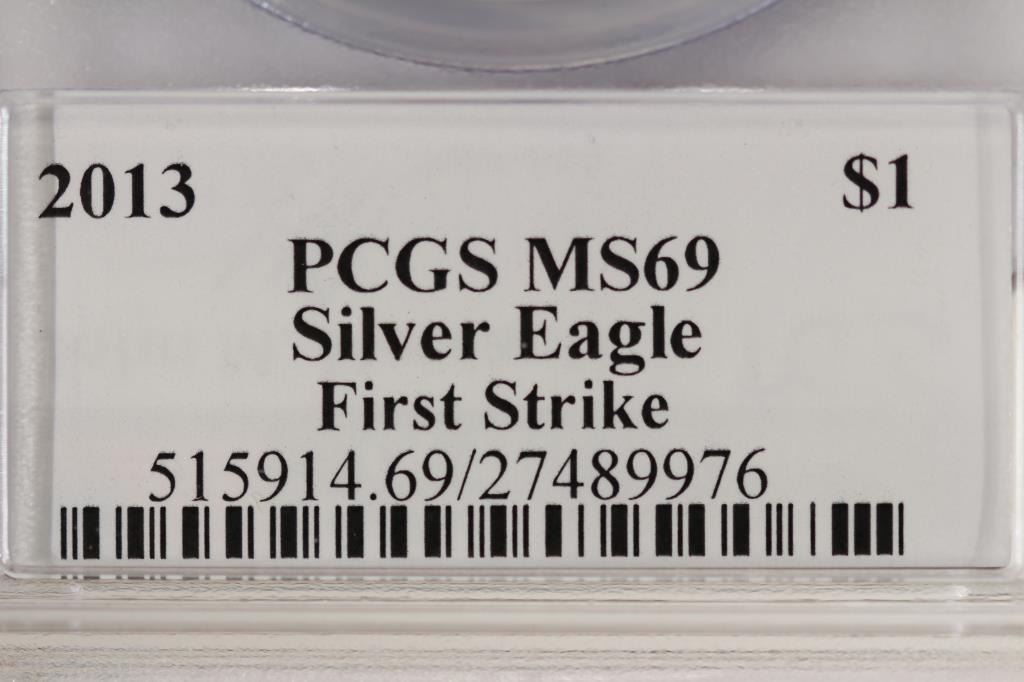 2013 $1
PCGS MS69
Silver Eagle
First Strike
515914.69/27489976